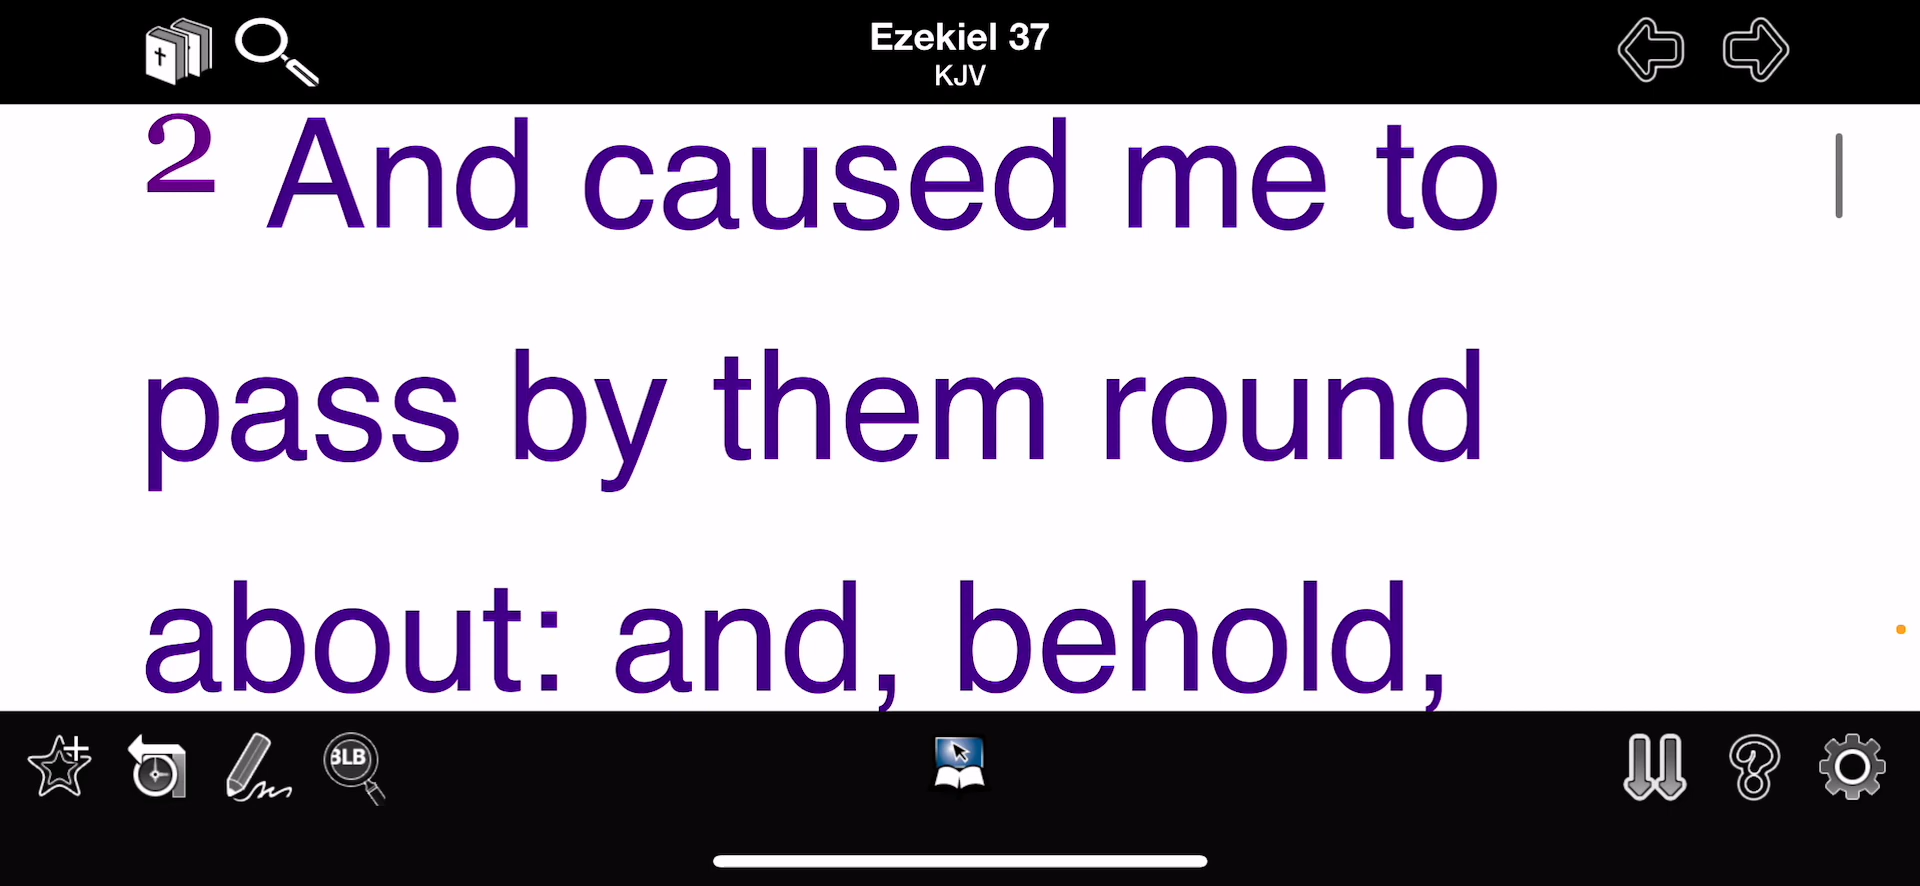 Ezekiel 37
KJV
2 And caused me to
pass by them round
about: and, behold,
BLB